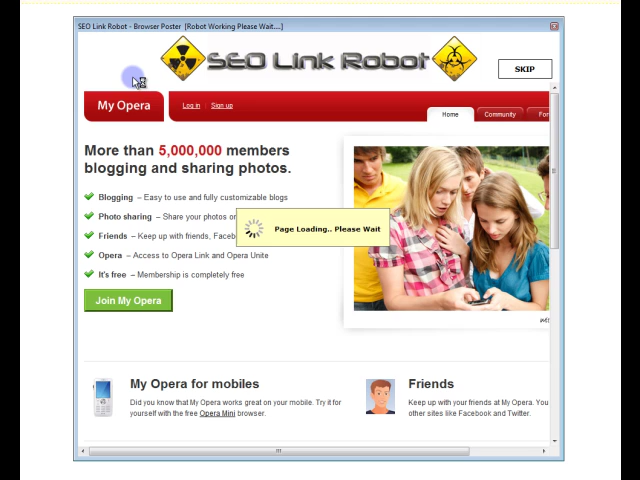 SEO Link Robot - Browser Poster [Robot Working Please Wait....]
SEO Link Robot
SKIP
My Opera
Log in | Sign up
Home
Community
For
More than 5,000,000 members
blogging and sharing photos.
Blogging – Easy to use and fully customizable blogs
Photo sharing – Share your photos or
Friends – Keep up with friends, Faceb
Opera – Access to Opera Link and Opera Unite
It's free – Membership is completely free
Page Loading.. Please Wait
Join My Opera
My Opera for mobiles
Did you know that My Opera works great on your mobile. Try it for
yourself with the free Opera Mini browser.
Friends
Keep up with your friends at My Opera. You
other sites like Facebook and Twitter.